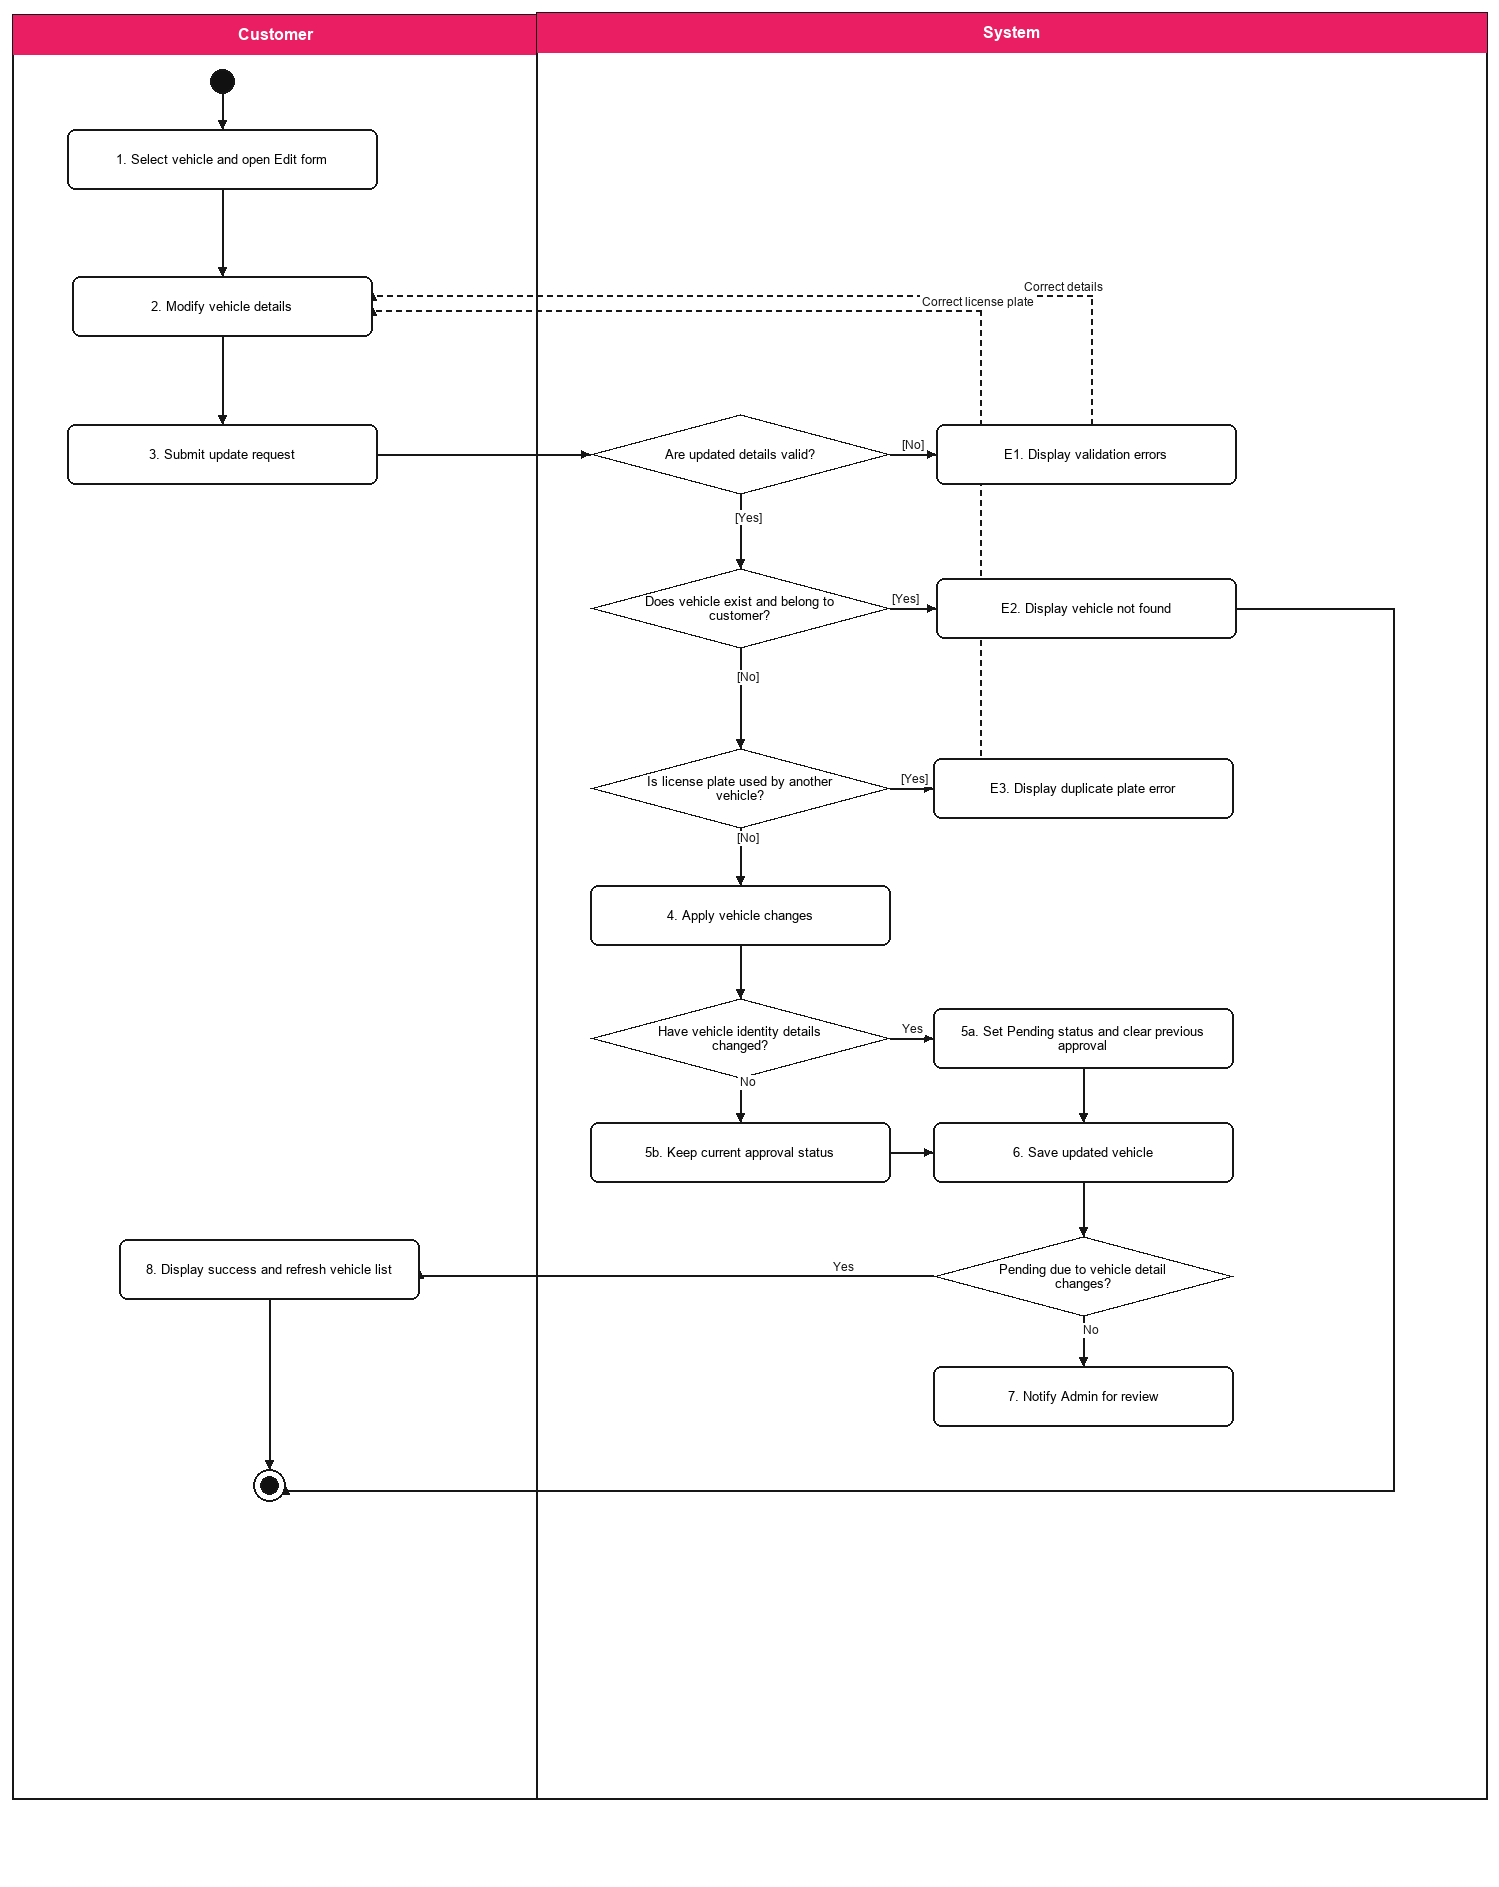 Customer
System
1. Select vehicle and open Edit form
2. Modify vehicle details
Correct details
Correct license plate
3. Submit update request
Are updated details valid?
[No]
E1. Display validation errors
[Yes]
Does vehicle exist and belong to
customer?
[Yes]
E2. Display vehicle not found
[No]
Is license plate used by another
vehicle?
[Yes]
E3. Display duplicate plate error
[No]
4. Apply vehicle changes
Have vehicle identity details
changed?
Yes
5a. Set Pending status and clear previous
approval
No
5b. Keep current approval status
6. Save updated vehicle
8. Display success and refresh vehicle list
Yes
Pending due to vehicle detail
changes?
No
7. Notify Admin for review